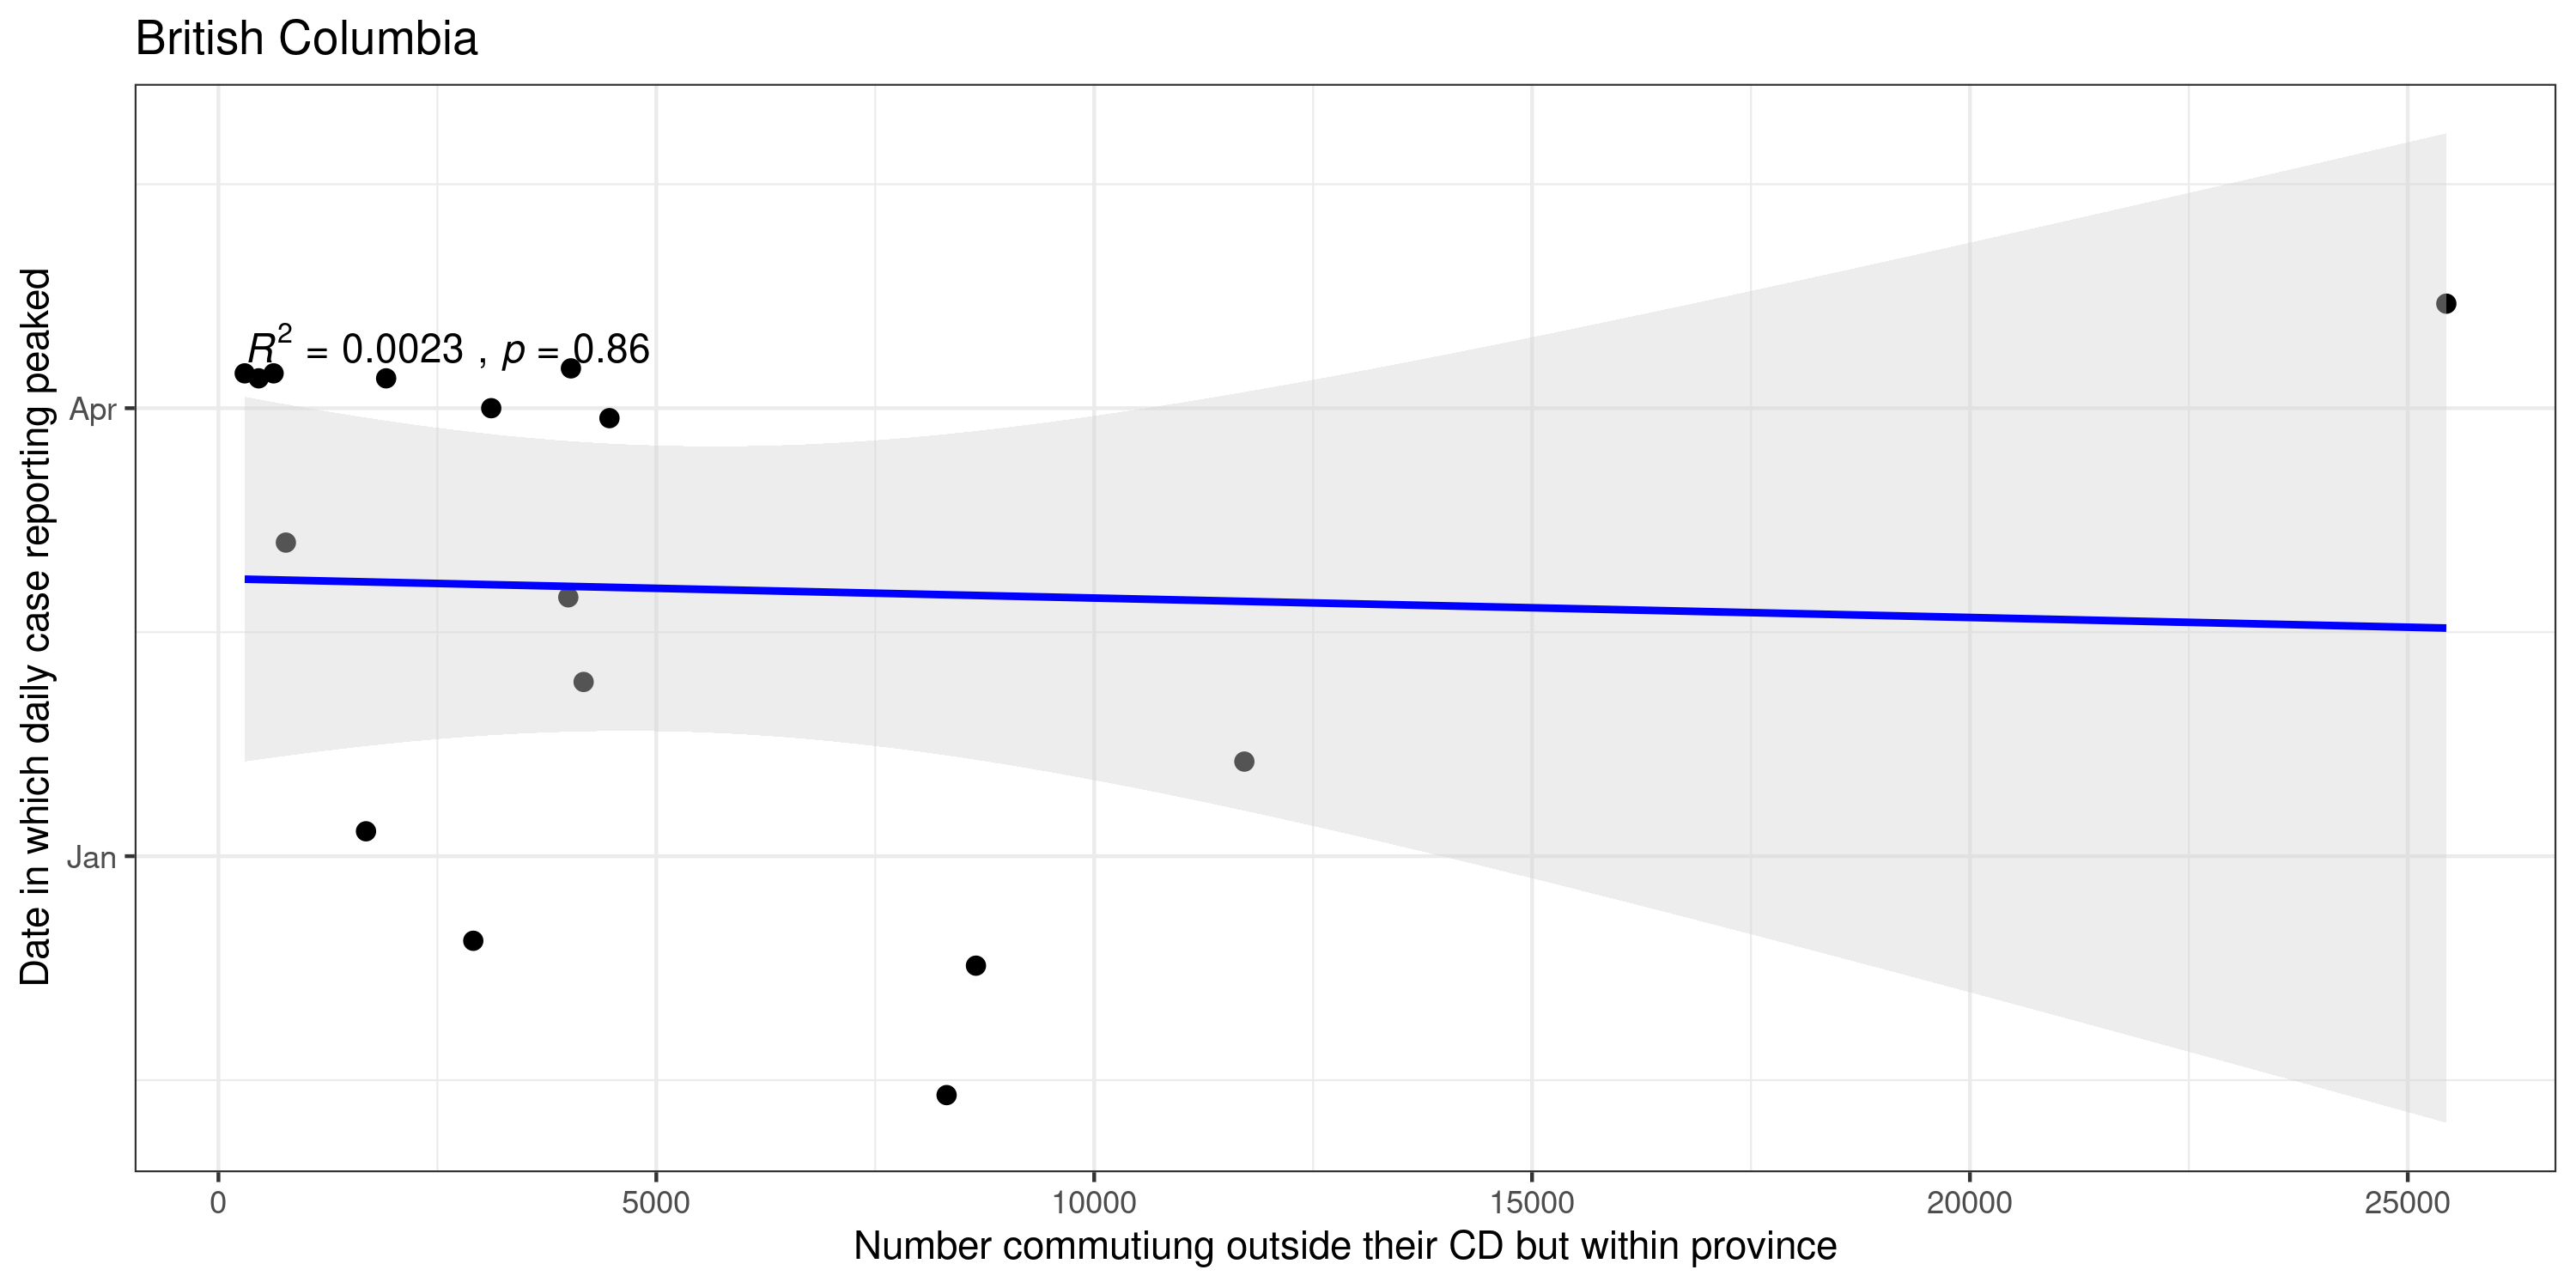 British Columbia
Date in which daily case reporting peaked
R² = 0.0023 , p = 0.86
Apr
Jan
0 5000 10000 15000 20000 25000
Number commutiung outside their CD but within province